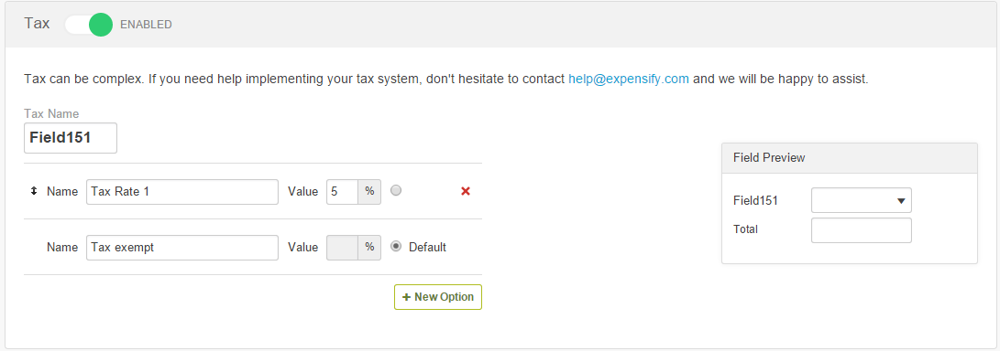 Tax ENABLED
Tax can be complex. If you need help implementing your tax system, don't hesitate to contact help@expensify.com and we will be happy to assist.
Tax Name
Field151
Name Tax Rate 1 Value 5 %
Name Tax exempt Value % Default
+ New Option
Field Preview
Field151
Total